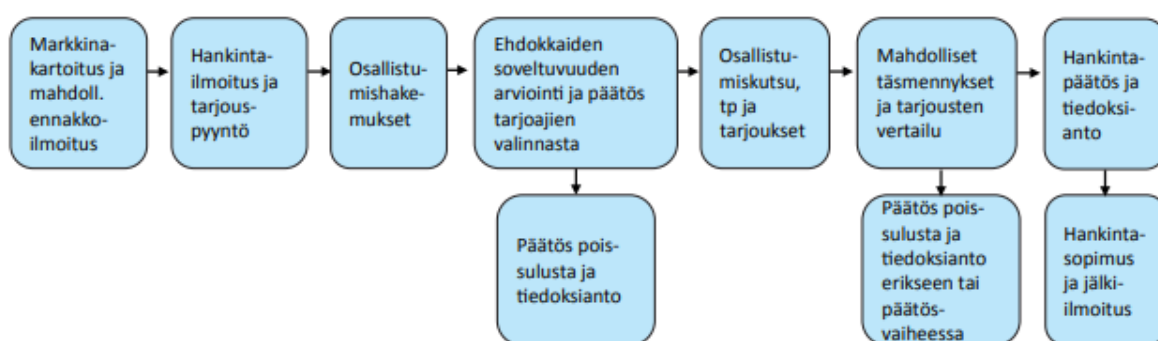 Markkina-
kartoitus ja
mahdoll.
ennakko-
ilmoitus
Hankinta-
ilmoitus ja
tarjous-
pyyntö
Osallistu-
mishake-
mukset
Ehdokkaiden
soveltuvuuden
arviointi ja päätös
tarjoajien
valinnasta
Osallistu-
miskutsu,
tp ja
tarjoukset
Mahdolliset
täsmennykset
ja tarjousten
vertailu
Hankinta-
päätös ja
tiedoksi-
anto
Päätös pois-
sulusta ja
tiedoksianto
Päätös pois-
sulusta ja
tiedoksianto
erikseen tai
päätös-
vaiheessa
Hankinta-
sopimus
ja jälki-
ilmoitus